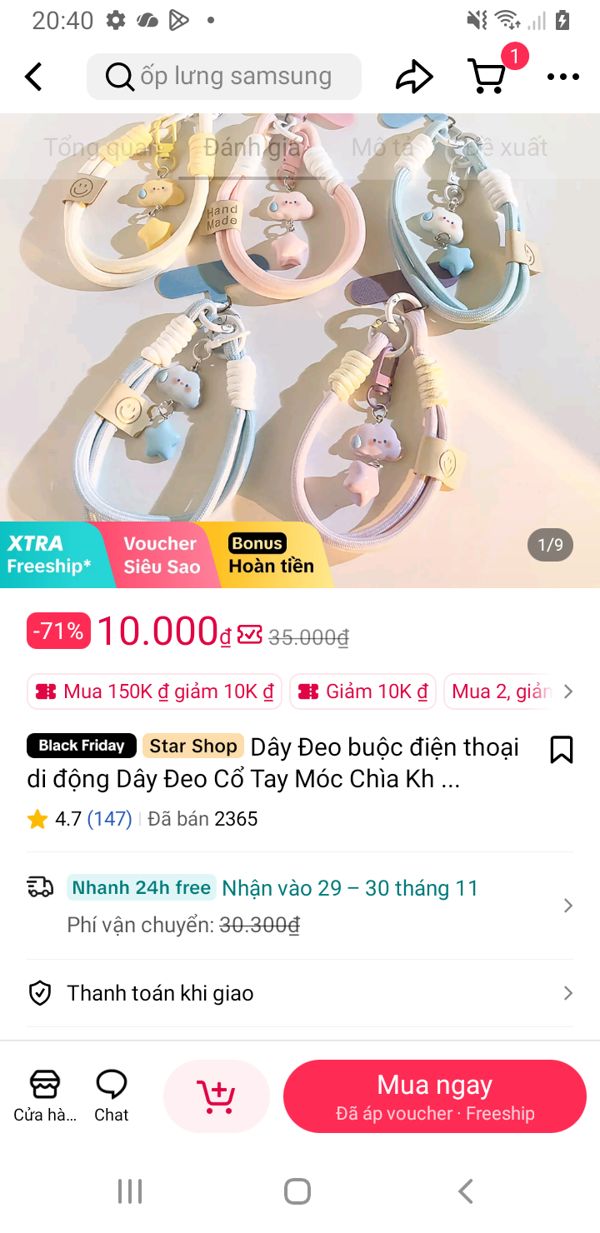 20:40
ốp lưng samsung
1
Tổng quan Đánh giá Mô tả Đề xuất
Hand
Made
XTRA
Freeship*
Voucher
Siêu Sao
Bonus
Hoàn tiền
1/9
-71% 10.000₫ 35.000₫
Mua 150K ₫ giảm 10K ₫ Giảm 10K ₫ Mua 2, giản
Black Friday Star Shop Dây Đeo buộc điện thoại
di động Dây Đeo Cổ Tay Móc Chìa Kh ...
4.7 (147) Đã bán 2365
Nhanh 24h free Nhận vào 29 – 30 tháng 11
Phí vận chuyển: 30.300₫
Thanh toán khi giao
Cửa hà... Chat
Mua ngay
Đã áp voucher · Freeship